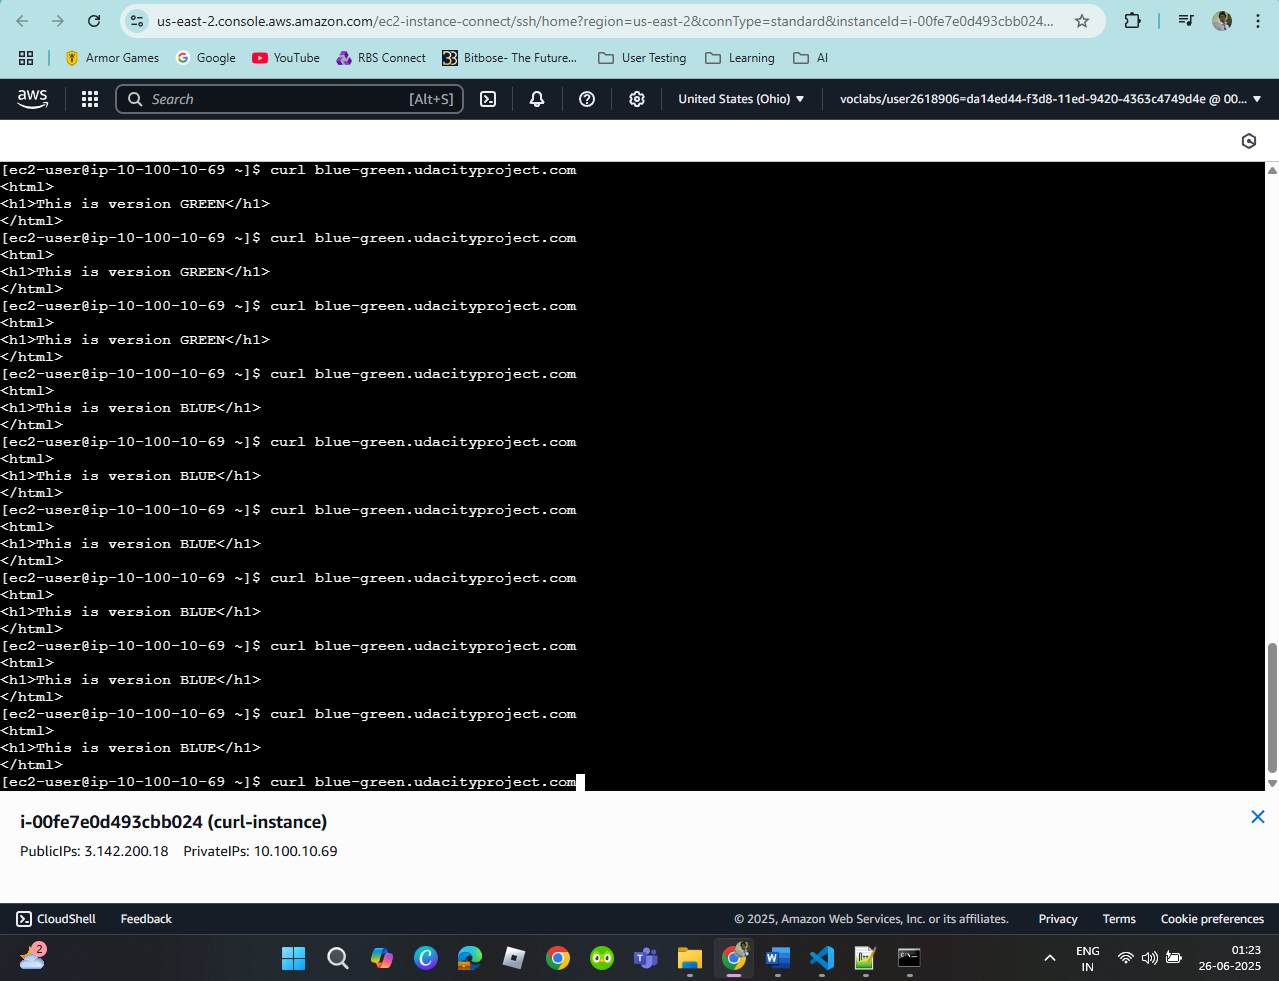 us-east-2.console.aws.amazon.com/ec2-instance-connect/ssh/home?region=us-east-2&connType=standard&instanceId=i-00fe7e0d493cbb024...
Armor Games Google YouTube RBS Connect Bitbose- The Future... User Testing Learning AI
aws Search [Alt+S] United States (Ohio) voclabs/user2618906=da14ed44-f3d8-11ed-9420-4363c4749d4e @ 00...
[ec2-user@ip-10-100-10-69 ~]$ curl blue-green.udacityproject.com
<html>
<h1>This is version GREEN</h1>
</html>
[ec2-user@ip-10-100-10-69 ~]$ curl blue-green.udacityproject.com
<html>
<h1>This is version GREEN</h1>
</html>
[ec2-user@ip-10-100-10-69 ~]$ curl blue-green.udacityproject.com
<html>
<h1>This is version GREEN</h1>
</html>
[ec2-user@ip-10-100-10-69 ~]$ curl blue-green.udacityproject.com
<html>
<h1>This is version BLUE</h1>
</html>
[ec2-user@ip-10-100-10-69 ~]$ curl blue-green.udacityproject.com
<html>
<h1>This is version BLUE</h1>
</html>
[ec2-user@ip-10-100-10-69 ~]$ curl blue-green.udacityproject.com
<html>
<h1>This is version BLUE</h1>
</html>
[ec2-user@ip-10-100-10-69 ~]$ curl blue-green.udacityproject.com
<html>
<h1>This is version BLUE</h1>
</html>
[ec2-user@ip-10-100-10-69 ~]$ curl blue-green.udacityproject.com
<html>
<h1>This is version BLUE</h1>
</html>
[ec2-user@ip-10-100-10-69 ~]$ curl blue-green.udacityproject.com
<html>
<h1>This is version BLUE</h1>
</html>
[ec2-user@ip-10-100-10-69 ~]$ curl blue-green.udacityproject.com
i-00fe7e0d493cbb024 (curl-instance)
PublicIPs: 3.142.200.18 PrivateIPs: 10.100.10.69
CloudShell Feedback © 2025, Amazon Web Services, Inc. or its affiliates. Privacy Terms Cookie preferences
2
ENG 01:23
IN 26-06-2025